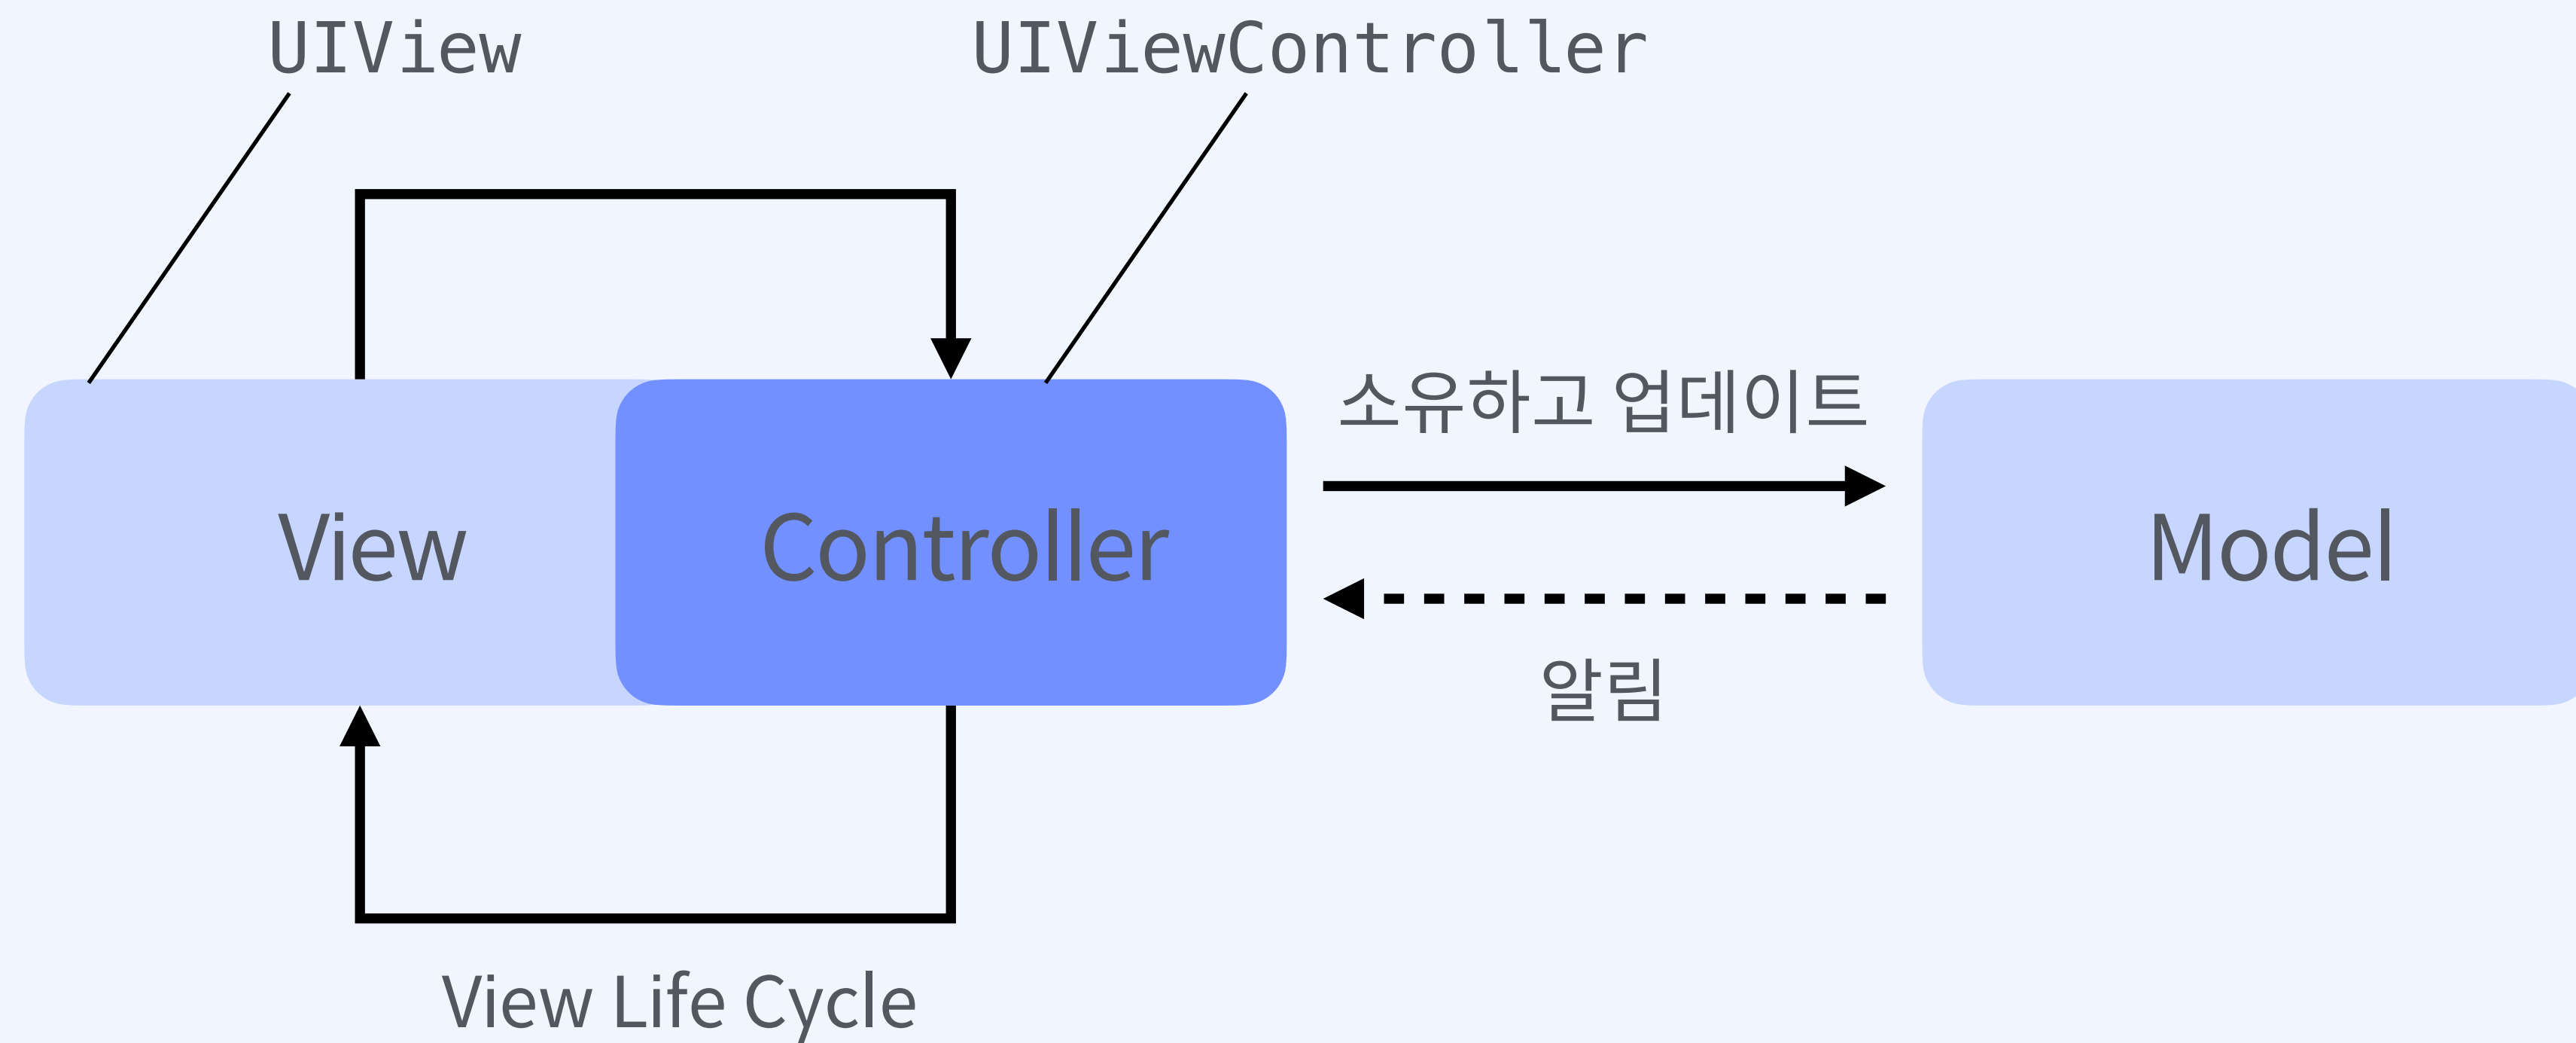 UIView
UIViewController
소유하고 업데이트
View
Controller
Model
알림
View Life Cycle